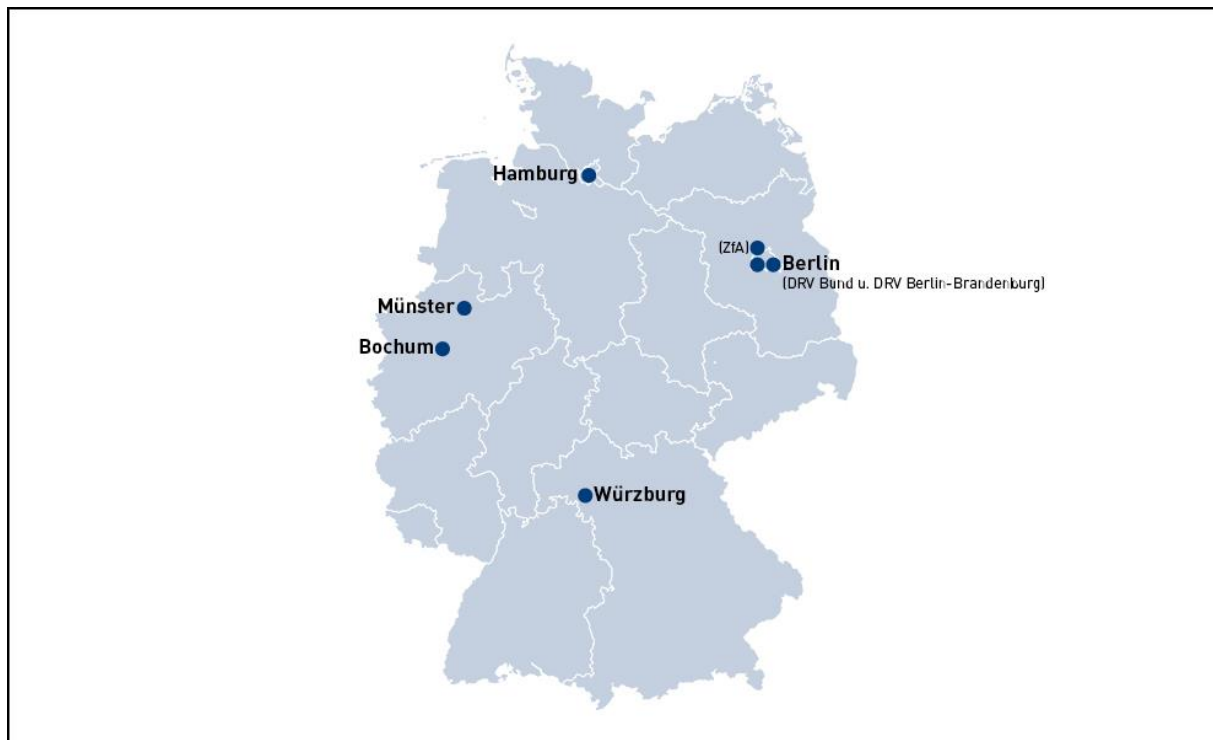 Hamburg
(ZfA)
Berlin
(DRV Bund u. DRV Berlin-Brandenburg)
Münster
Bochum
Würzburg